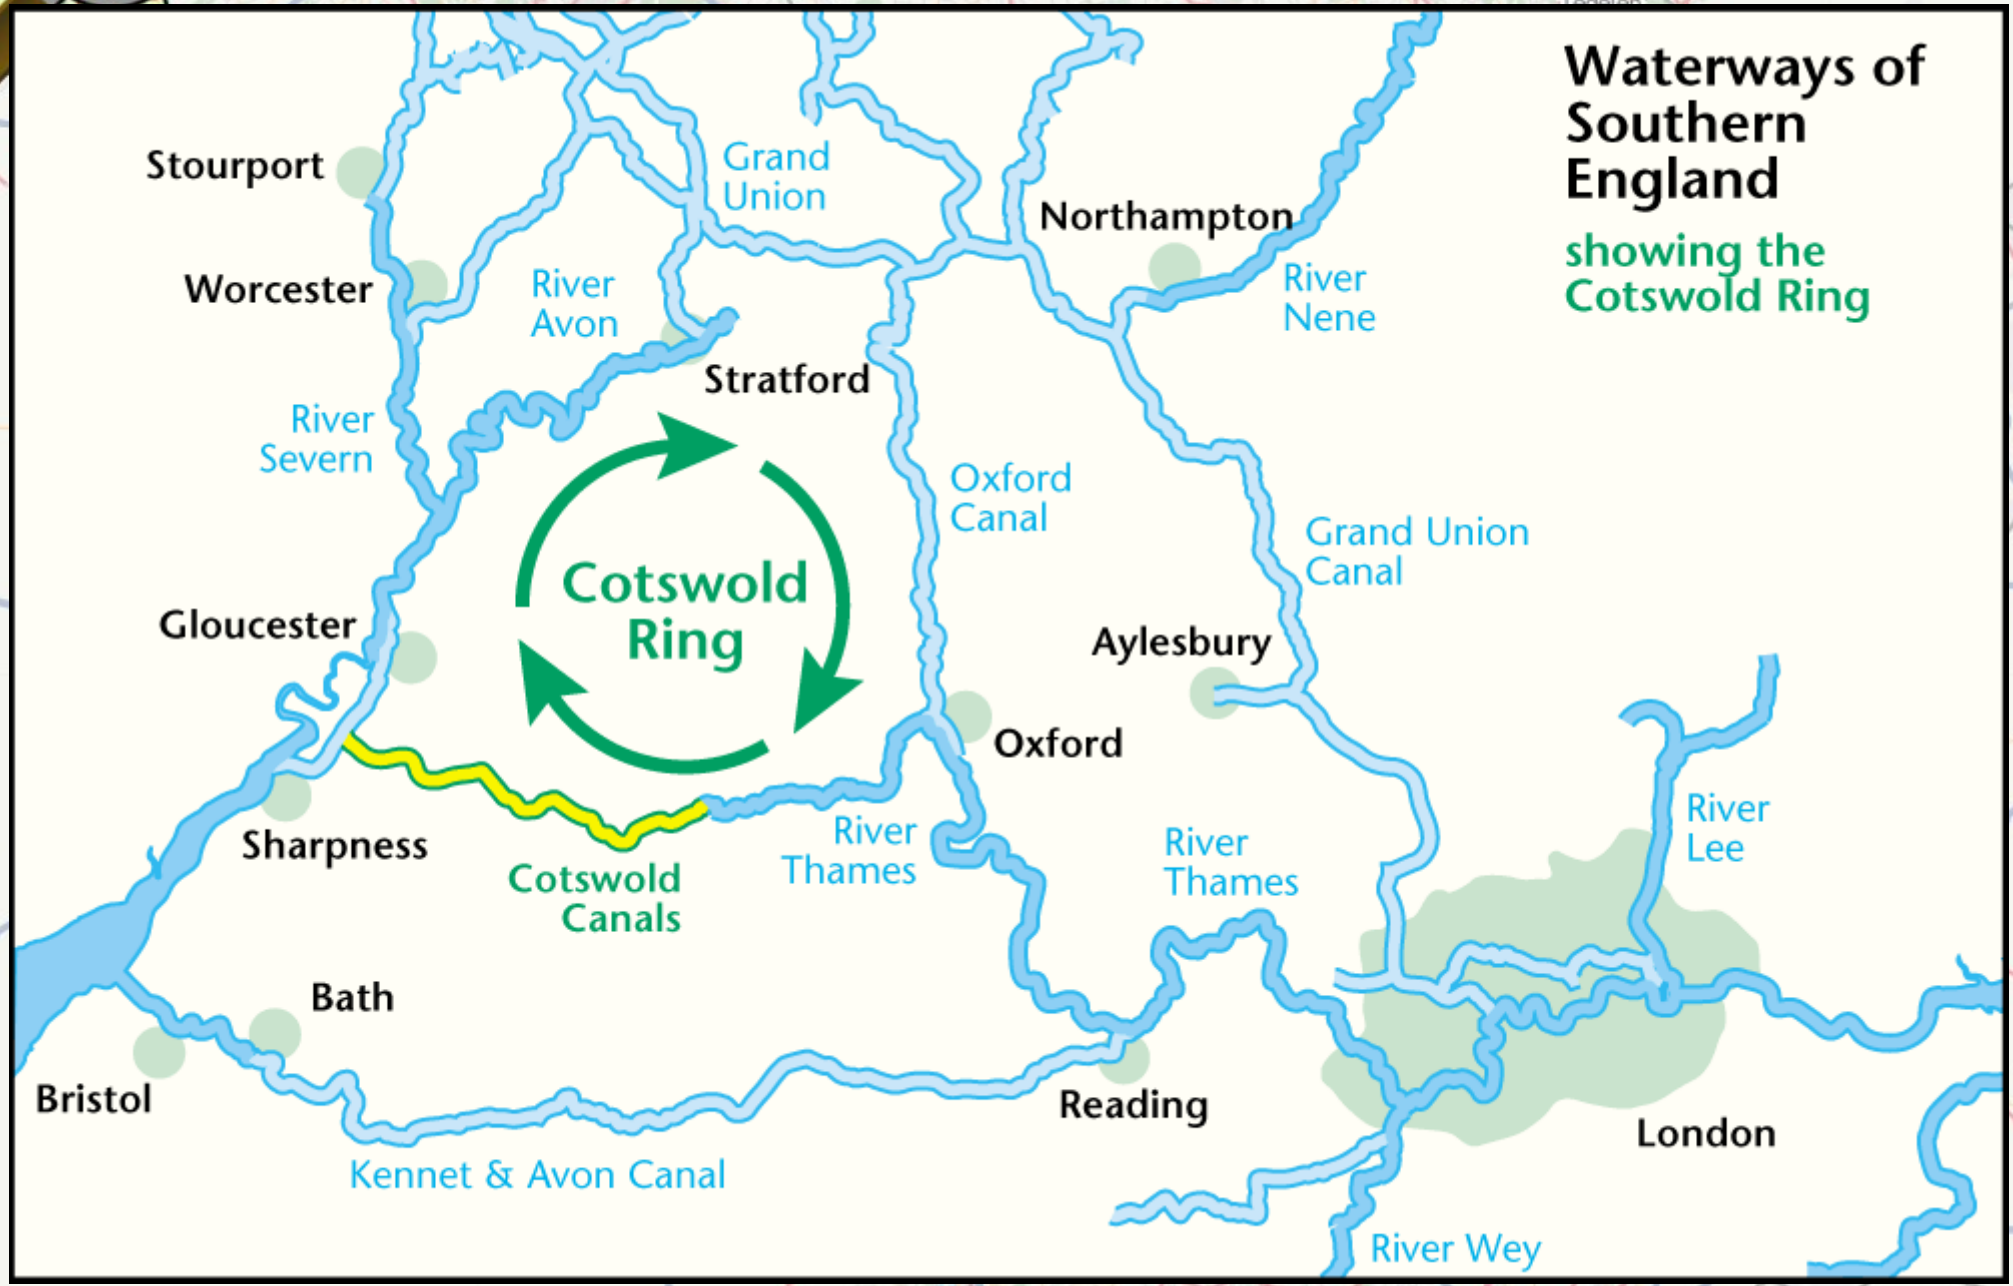 Waterways of
Southern
England
showing the
Cotswold Ring
Stourport
Grand
Union
Northampton
Worcester
River
Avon
River
Nene
Stratford
River
Severn
Oxford
Canal
Grand Union
Canal
Cotswold
Ring
Gloucester
Aylesbury
Oxford
Sharpness
River
Thames
River
Thames
River
Lee
Cotswold
Canals
Bath
Bristol
Reading
London
Kennet & Avon Canal
River Wey